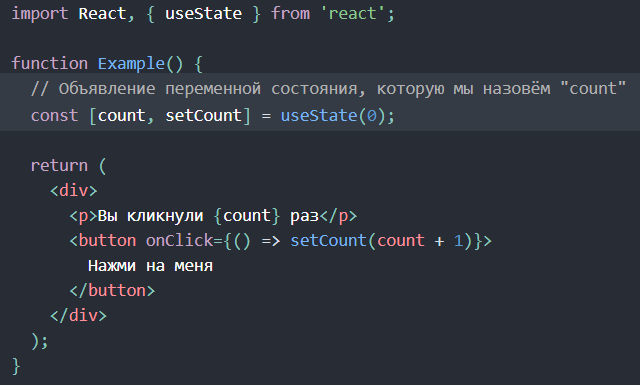 import React, { useState } from 'react';
function Example() {
// Объявление переменной состояния, которую мы назовём "count"
const [count, setCount] = useState(0);
return (
<div>
<p>Вы кликнули {count} раз</p>
<button onClick={() => setCount(count + 1)}>
Нажми на меня
</button>
</div>
);
}